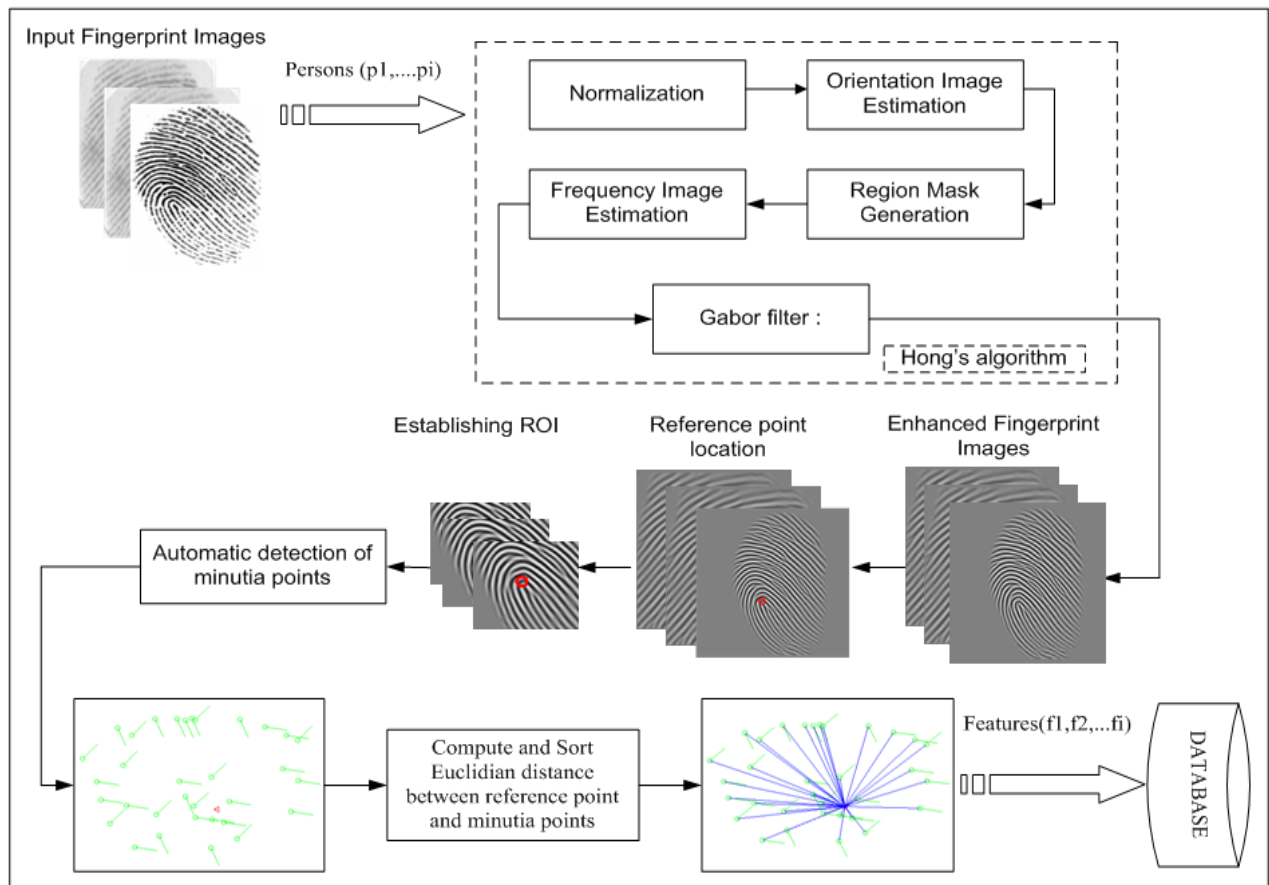 Input Fingerprint Images
Persons (p1,....pi)
Normalization
Orientation Image
Estimation
Frequency Image
Estimation
Region Mask
Generation
Gabor filter :
Hong's algorithm
Establishing ROI
Reference point
location
Enhanced Fingerprint
Images
Automatic detection of
minutia points
Compute and Sort
Euclidian distance
between reference point
and minutia points
Features(f1,f2,...fi)
DATABASE